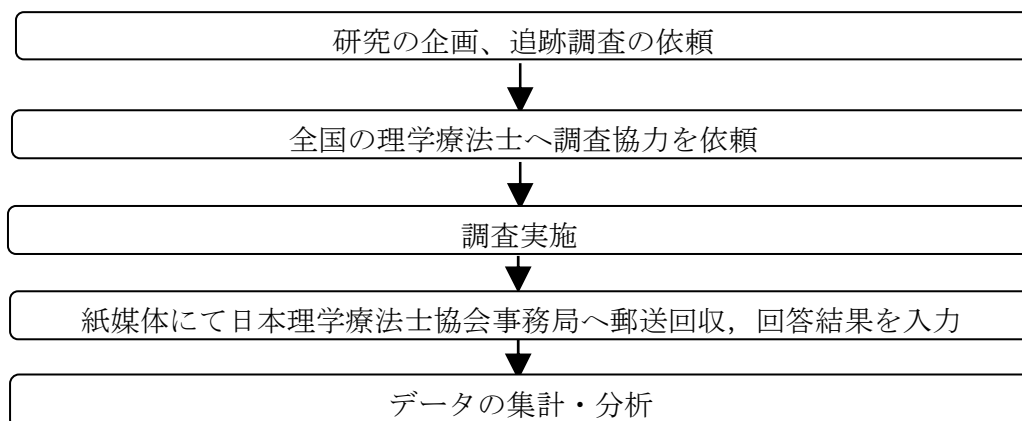 研究の企画、追跡調査の依頼
全国の理学療法士へ調査協力を依頼
調査実施
紙媒体にて日本理学療法士協会事務局へ郵送回収，回答結果を入力
データの集計・分析